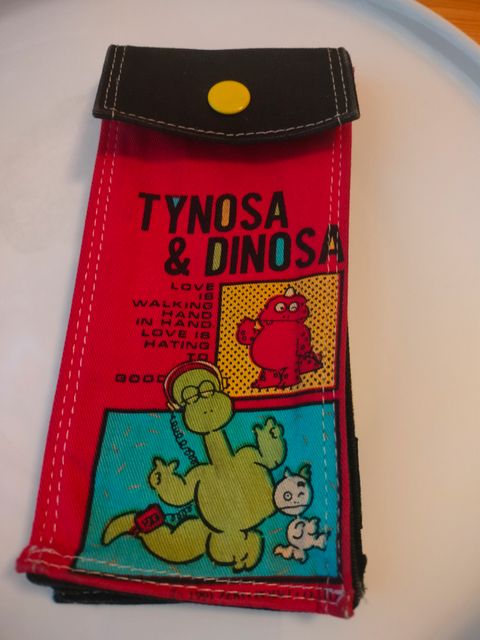 TYNOSA
& DINOSA
LOVE
IS
WALKING
HAND
IN HAND.
LOVE IS
HATING
TO